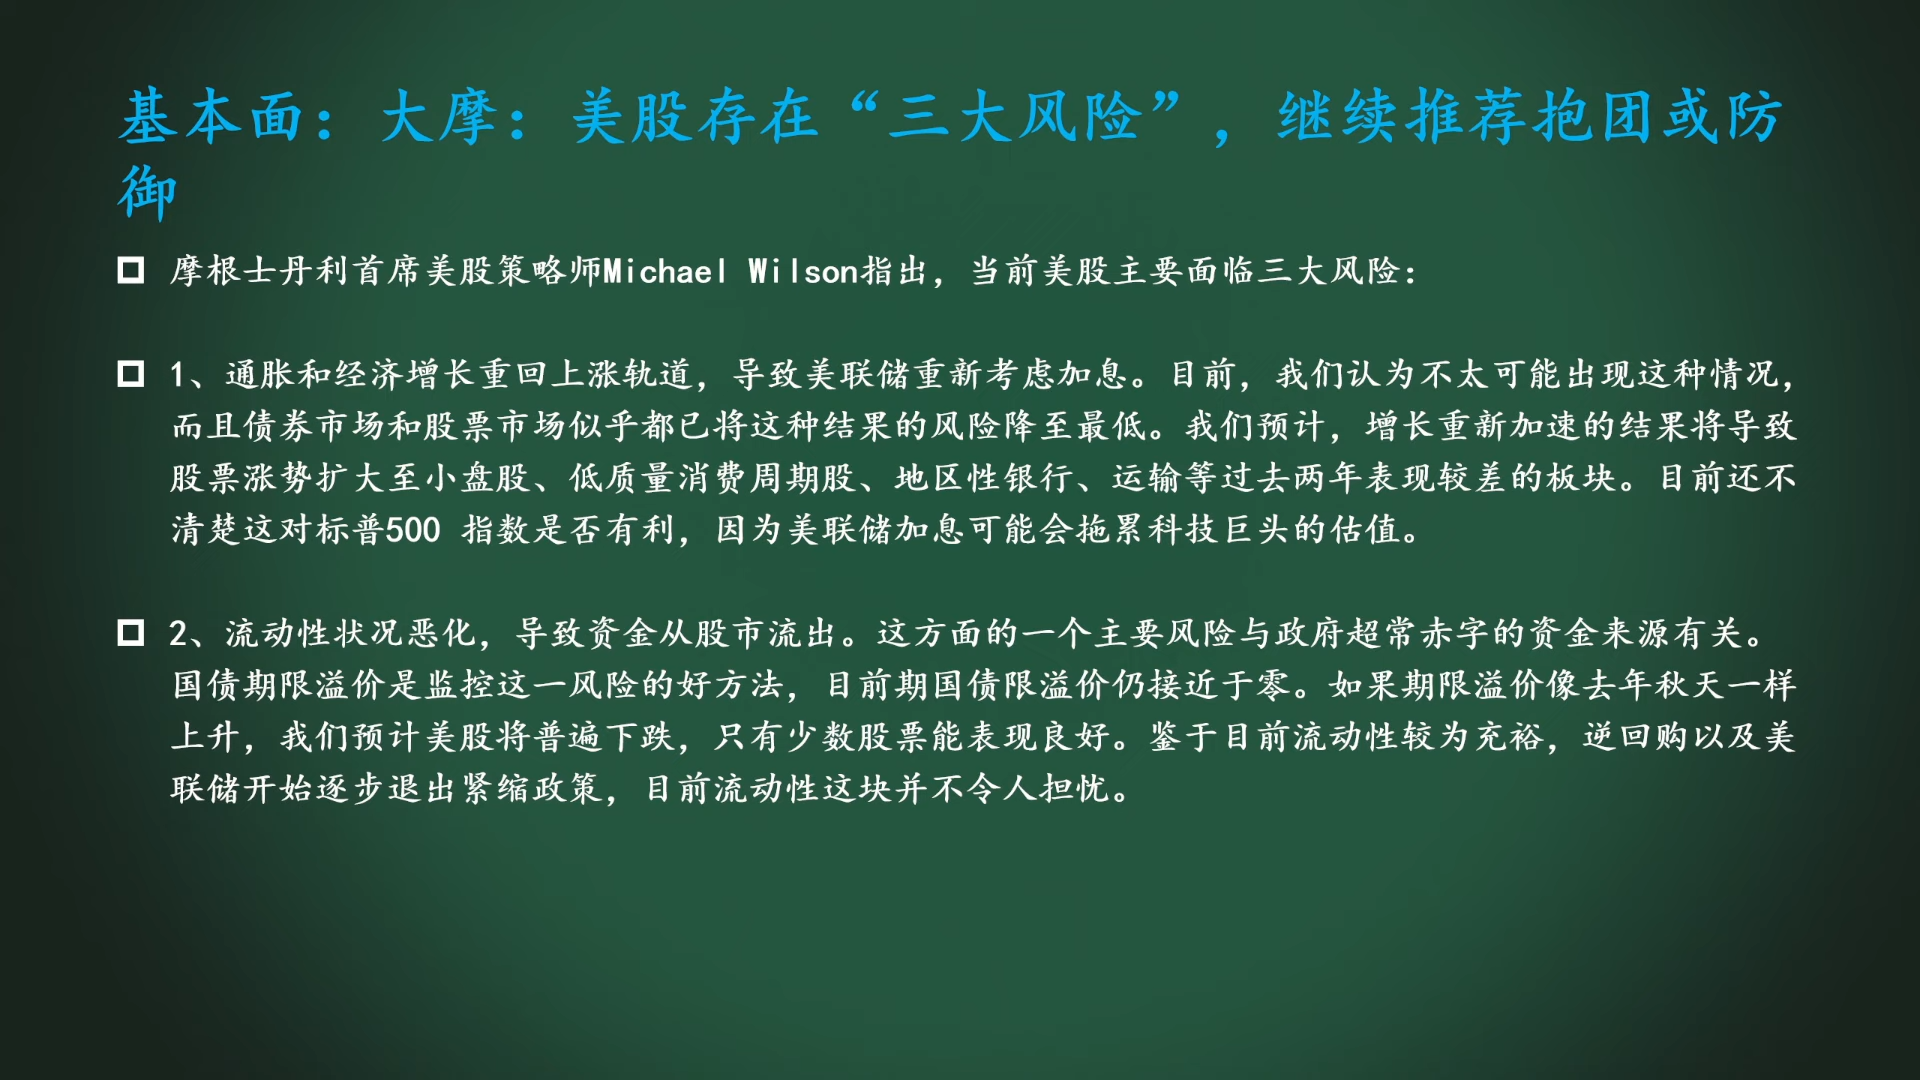 基本面：大摩：美股存在“三大风险”，继续推荐抱团或防
御
摩根士丹利首席美股策略师Michael Wilson指出，当前美股主要面临三大风险：
1、通胀和经济增长重回上涨轨道，导致美联储重新考虑加息。目前，我们认为不太可能出现这种情况，
而且债券市场和股票市场似乎都已将这种结果的风险降至最低。我们预计，增长重新加速的结果将导致
股票涨势扩大至小盘股、低质量消费周期股、地区性银行、运输等过去两年表现较差的板块。目前还不
清楚这对标普500 指数是否有利，因为美联储加息可能会拖累科技巨头的估值。
2、流动性状况恶化，导致资金从股市流出。这方面的一个主要风险与政府超常赤字的资金来源有关。
国债期限溢价是监控这一风险的好方法，目前期国债限溢价仍接近于零。如果期限溢价像去年秋天一样
上升，我们预计美股将普遍下跌，只有少数股票能表现良好。鉴于目前流动性较为充裕，逆回购以及美
联储开始逐步退出紧缩政策，目前流动性这块并不令人担忧。